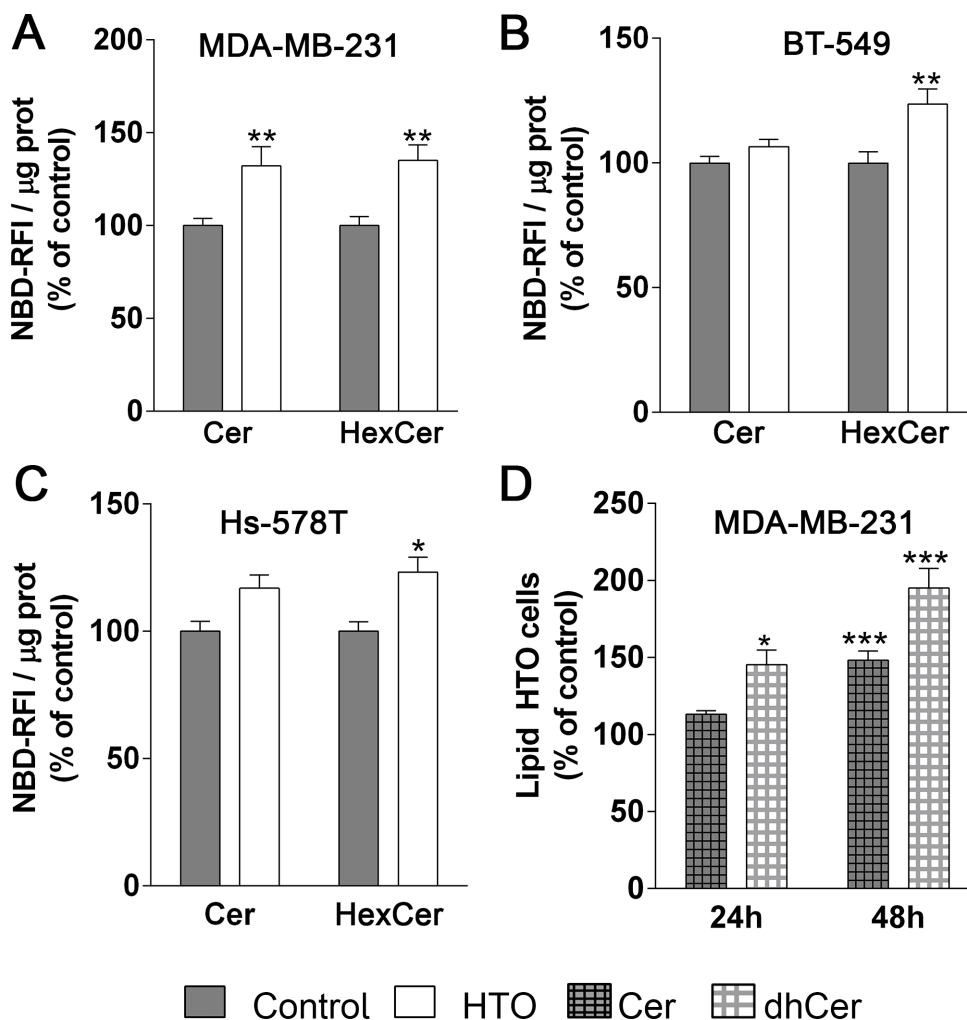 A
MDA-MB-231
NBD-RFI / µg prot
(% of control)
200
150
100
50
0
**
**
Cer
HexCer
B
BT-549
NBD-RFI / µg prot
(% of control)
150
100
50
0
**
Cer
HexCer
C
Hs-578T
NBD-RFI / µg prot
(% of control)
150
100
50
0
*
Cer
HexCer
D
MDA-MB-231
Lipid HTO cells
(% of control)
250
200
150
100
50
0
*
***
***
24h
48h
Control
HTO
Cer
dhCer